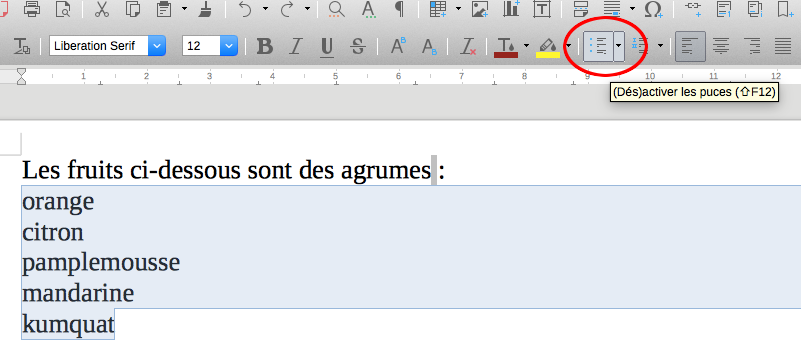 Liberation Serif 12 B I U S
1 2 3 4 5 6 7 8 9 10 11 12
(Dés)activer les puces (⇧F12)
Les fruits ci-dessous sont des agrumes :
orange
citron
pamplemousse
mandarine
kumquat